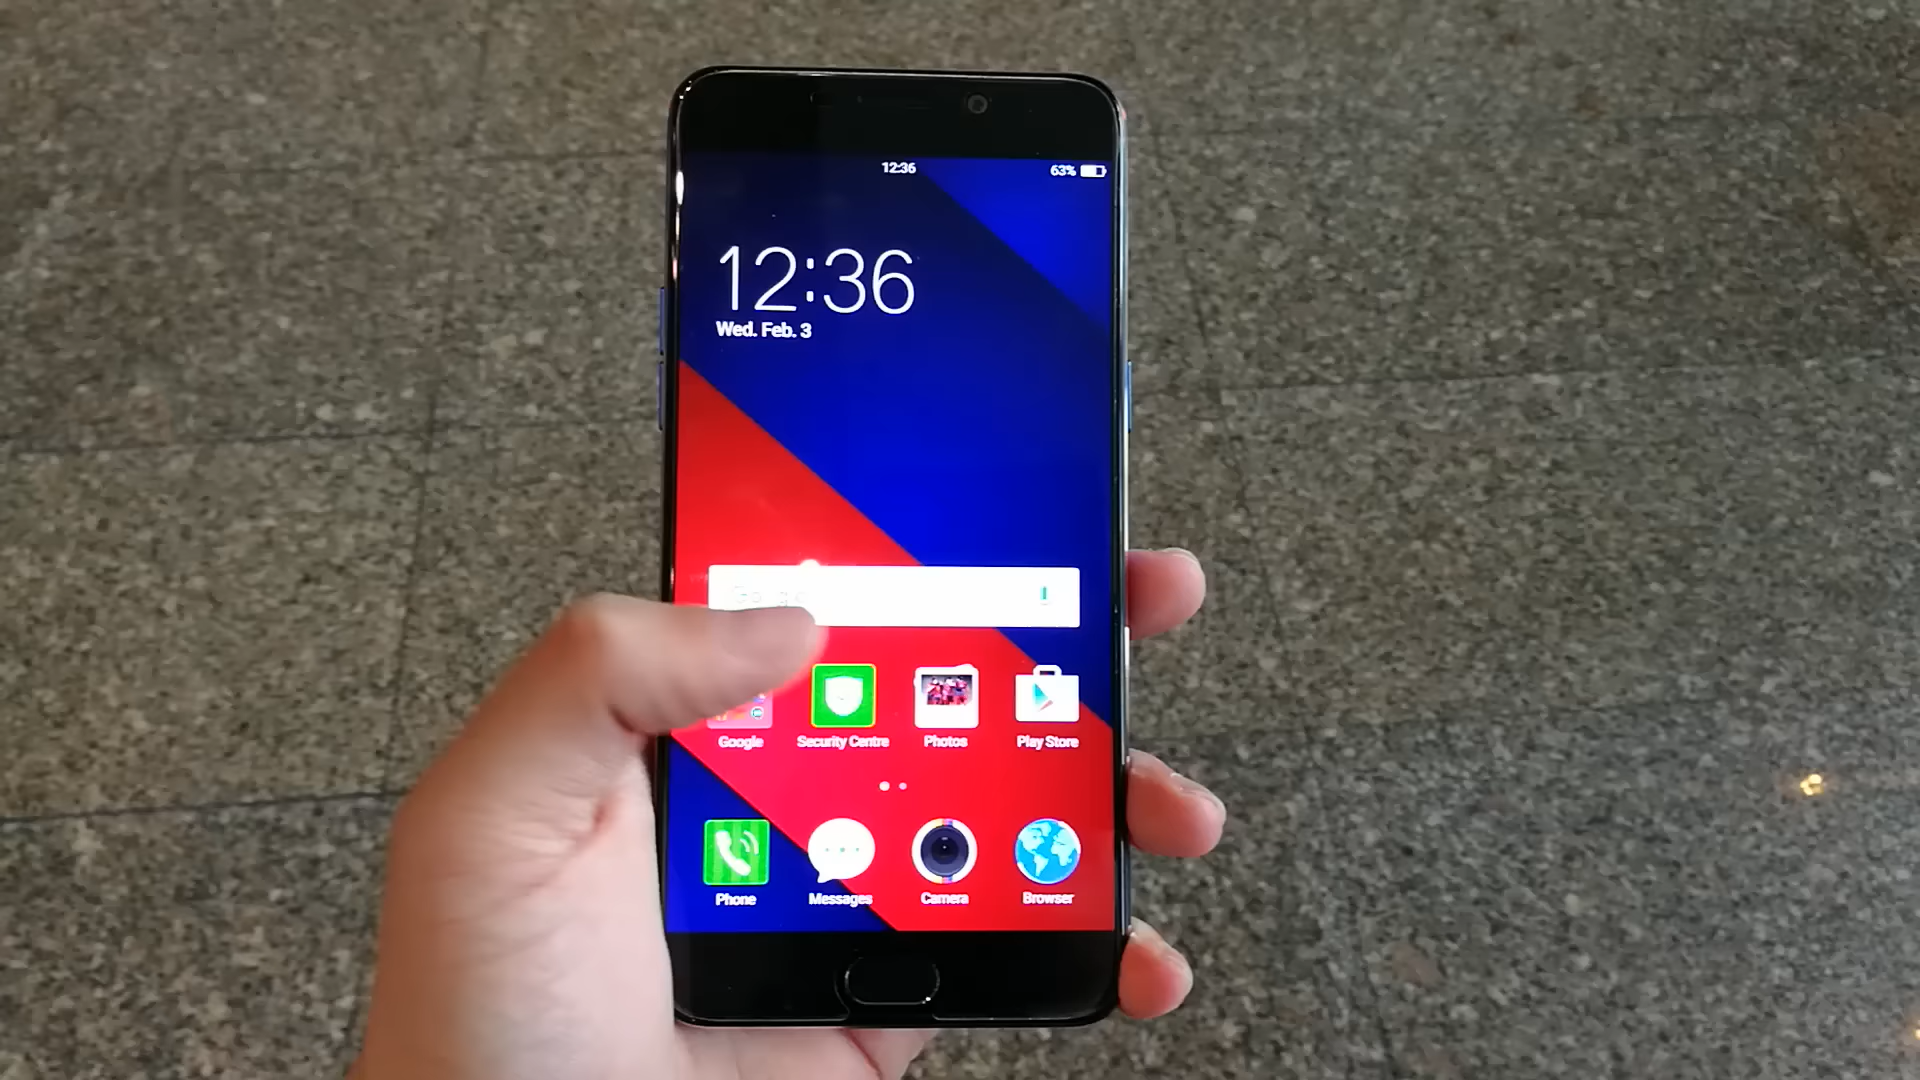 12:36
63%
12:36
Wed. Feb. 3
Google
Security Centre
Photos
Play Store
Phone
Messages
Camera
Browser